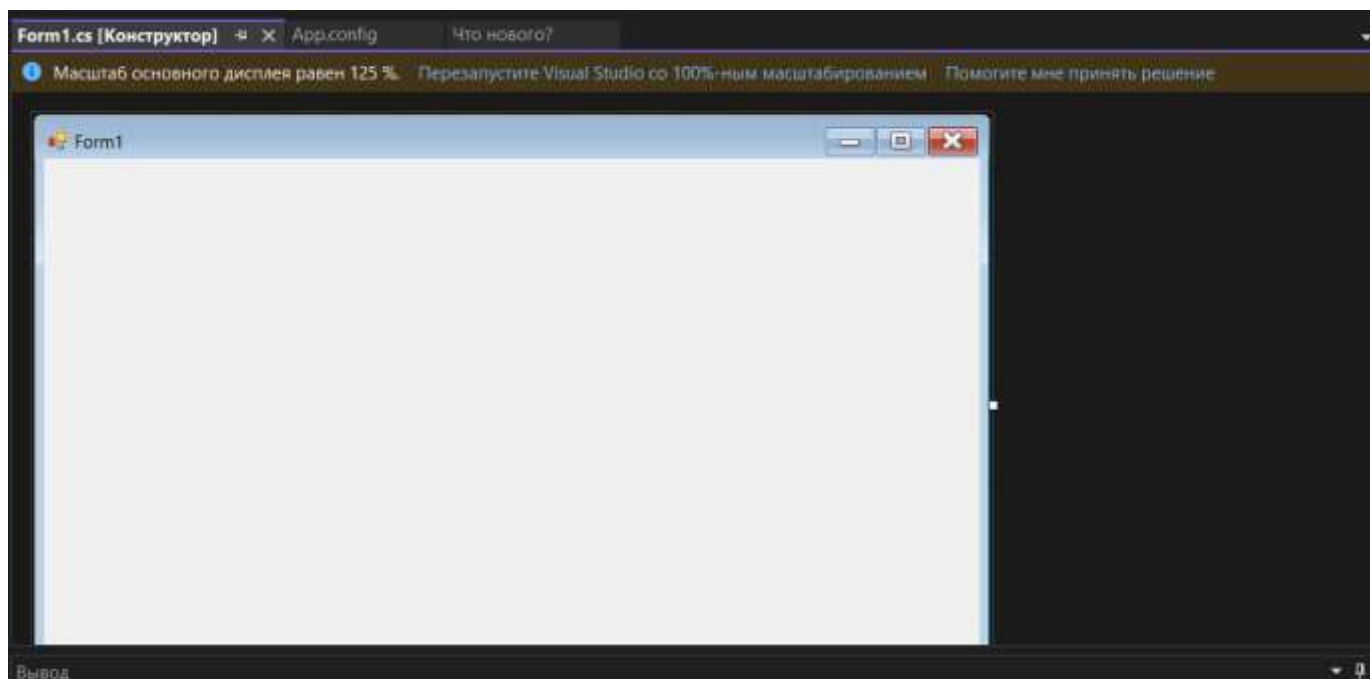 Form1.cs [Конструктор] App.config Что нового?
Масштаб основного дисплея равен 125 %. Перезапустите Visual Studio со 100%-ным масштабированием Помогите мне принять решение
Form1
Вывод